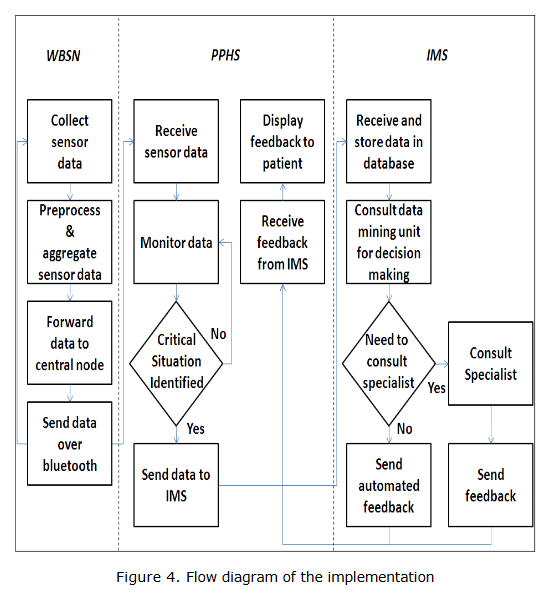 WBSN
Collect
sensor
data
Preprocess
&
aggregate
sensor data
Forward
data to
central node
Send data
over
bluetooth
PPHS
Receive
sensor data
Monitor data
No
Critical
Situation
Identified
Yes
Send data to
IMS
Display
feedback to
patient
Receive
feedback
from IMS
IMS
Receive and
store data in
database
Consult data
mining unit
for decision
making
Need to
consult
specialist
Yes
No
Consult
Specialist
Send
automated
feedback
Send
feedback
Figure 4. Flow diagram of the implementation